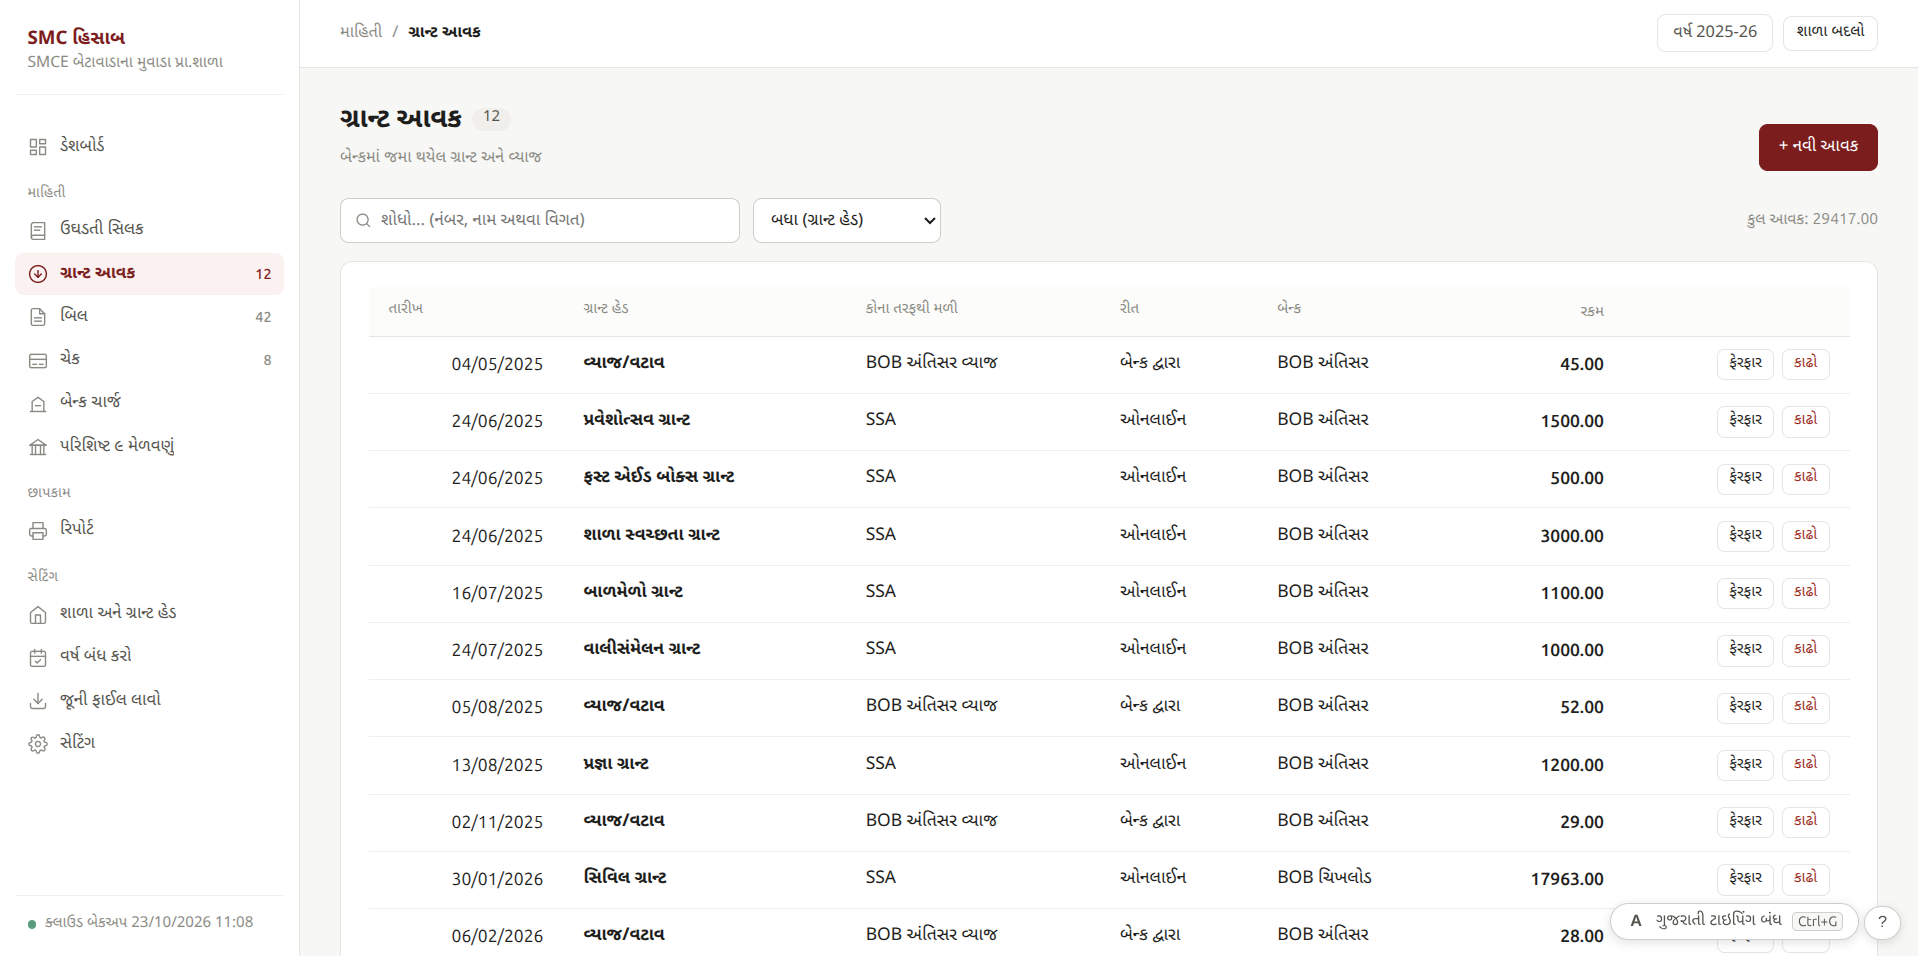 SMC હિસાબ
SMCE બેટાવાડાના મુવાડા પ્રા.શાળા
ડેશબોર્ડ
માહિતી
ઉઘડતી સિલક
ગ્રાન્ટ આવક 12
બિલ 42
ચેક 8
બેન્ક ચાર્જ
પરિશિષ્ટ ૯ મેળવણું
છાપકામ
રિપોર્ટ
સેટિંગ
શાળા અને ગ્રાન્ટ હેડ
વર્ષ બંધ કરો
જૂની ફાઈલ લાવો
સેટિંગ
ક્લાઉડ બેકઅપ 23/10/2026 11:08
માહિતી / ગ્રાન્ટ આવક
વર્ષ 2025-26 શાળા બદલો
ગ્રાન્ટ આવક 12
બેન્કમાં જમા થયેલ ગ્રાન્ટ અને વ્યાજ
+ નવી આવક
શોધો... (નંબર, નામ અથવા વિગત) બધા (ગ્રાન્ટ હેડ) કુલ આવક: 29417.00
તારીખ ગ્રાન્ટ હેડ કોના તરફથી મળી રીત બેન્ક રકમ
04/05/2025 વ્યાજ/વટાવ BOB અંતિસર વ્યાજ બેન્ક દ્વારા BOB અંતિસર 45.00 ફેરફાર કાઢો
24/06/2025 પ્રવેશોત્સવ ગ્રાન્ટ SSA ઓનલાઈન BOB અંતિસર 1500.00 ફેરફાર કાઢો
24/06/2025 ફસ્ટ એઈડ બોક્સ ગ્રાન્ટ SSA ઓનલાઈન BOB અંતિસર 500.00 ફેરફાર કાઢો
24/06/2025 શાળા સ્વચ્છતા ગ્રાન્ટ SSA ઓનલાઈન BOB અંતિસર 3000.00 ફેરફાર કાઢો
16/07/2025 બાળમેળો ગ્રાન્ટ SSA ઓનલાઈન BOB અંતિસર 1100.00 ફેરફાર કાઢો
24/07/2025 વાલીસંમેલન ગ્રાન્ટ SSA ઓનલાઈન BOB અંતિસર 1000.00 ફેરફાર કાઢો
05/08/2025 વ્યાજ/વટાવ BOB અંતિસર વ્યાજ બેન્ક દ્વારા BOB અંતિસર 52.00 ફેરફાર કાઢો
13/08/2025 પ્રજ્ઞા ગ્રાન્ટ SSA ઓનલાઈન BOB અંતિસર 1200.00 ફેરફાર કાઢો
02/11/2025 વ્યાજ/વટાવ BOB અંતિસર વ્યાજ બેન્ક દ્વારા BOB અંતિસર 29.00 ફેરફાર કાઢો
30/01/2026 સિવિલ ગ્રાન્ટ SSA ઓનલાઈન BOB ચિખલોડ 17963.00 ફેરફાર કાઢો
06/02/2026 વ્યાજ/વટાવ BOB અંતિસર વ્યાજ બેન્ક દ્વારા BOB અંતિસર 28.00
A ગુજરાતી ટાઇપિંગ બંધ Ctrl+G ?